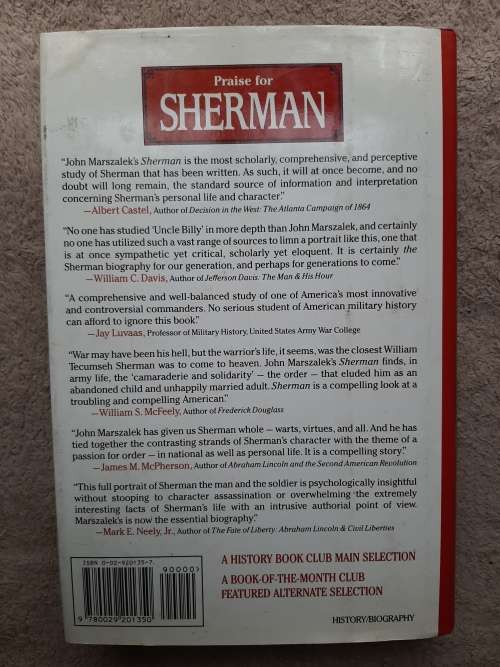 Praise for
SHERMAN
“John Marszalek's Sherman is the most scholarly, comprehensive, and perceptive
study of Sherman that has been written. As such, it will at once become, and no
doubt will long remain, the standard source of information and interpretation
concerning Sherman's personal life and character.”
—Albert Castel, Author of Decision in the West: The Atlanta Campaign of 1864
“No one has studied 'Uncle Billy' in more depth than John Marszalek, and certainly
no one has utilized such a vast range of sources to limn a portrait like this, one that
is at once sympathetic yet critical, scholarly yet eloquent. It is certainly the
Sherman biography for our generation, and perhaps for generations to come.”
—William C. Davis, Author of Jefferson Davis: The Man & His Hour
“A comprehensive and well-balanced study of one of America's most innovative
and controversial commanders. No serious student of American military history
can afford to ignore this book.”
—Jay Luvaas, Professor of Military History, United States Army War College
“War may have been his hell, but the warrior's life, it seems, was the closest William
Tecumseh Sherman was to come to heaven. John Marszalek's Sherman finds, in
army life, the 'camaraderie and solidarity' – the order – that eluded him as an
abandoned child and unhappily married adult. Sherman is a compelling look at a
troubling and compelling American.”
—William S. McFeely, Author of Frederick Douglass
“John Marszalek has given us Sherman whole – warts, virtues, and all. And he has
tied together the contrasting strands of Sherman's character with the theme of a
passion for order – in national as well as personal life. It is a compelling story.”
—James M. McPherson, Author of Abraham Lincoln and the Second American Revolution
“This full portrait of Sherman the man and the soldier is psychologically insightful
without stooping to character assassination or overwhelming the extremely
interesting facts of Sherman's life with an intrusive authorial point of view.
Marszalek's is now the essential biography.”
—Mark E. Neely, Jr., Author of The Fate of Liberty: Abraham Lincoln & Civil Liberties
ISBN 0-02-920135-7
90000>
9 780029 201350
A HISTORY BOOK CLUB MAIN SELECTION
A BOOK-OF-THE-MONTH CLUB
FEATURED ALTERNATE SELECTION
HISTORY/BIOGRAPHY